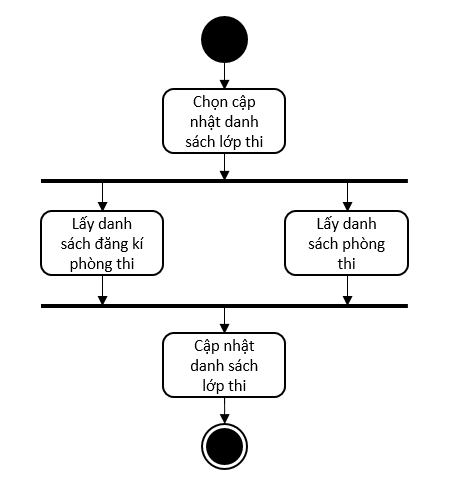 Chọn cập
nhật danh
sách lớp thi
Lấy danh
sách đăng kí
phòng thi
Lấy danh
sách phòng
thi
Cập nhật
danh sách
lớp thi